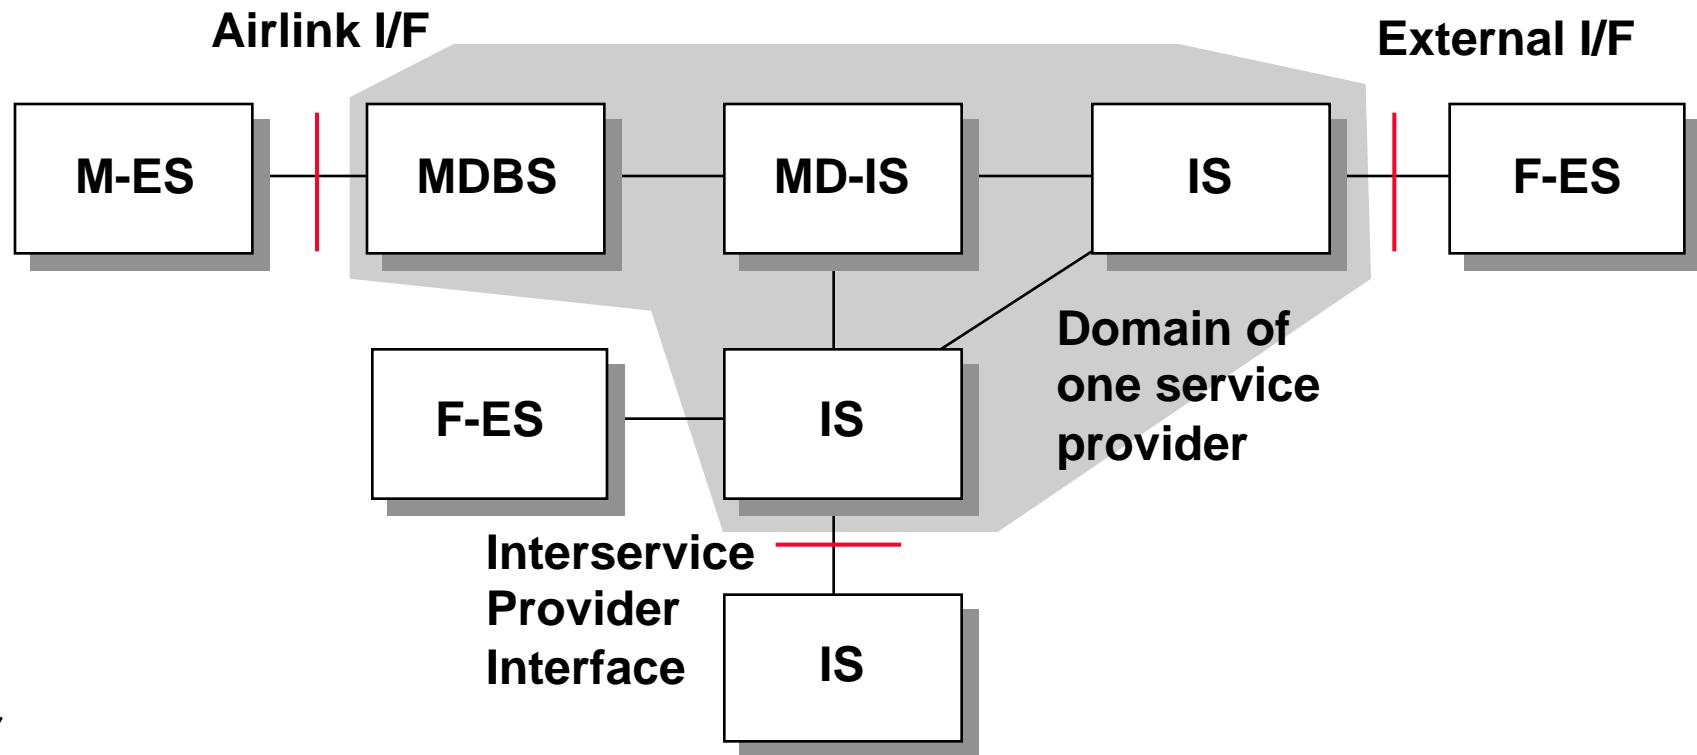 Airlink I/F
External I/F
M-ES
MDBS
MD-IS
IS
F-ES
Domain of
one service
provider
F-ES
IS
Interservice
Provider
Interface
IS